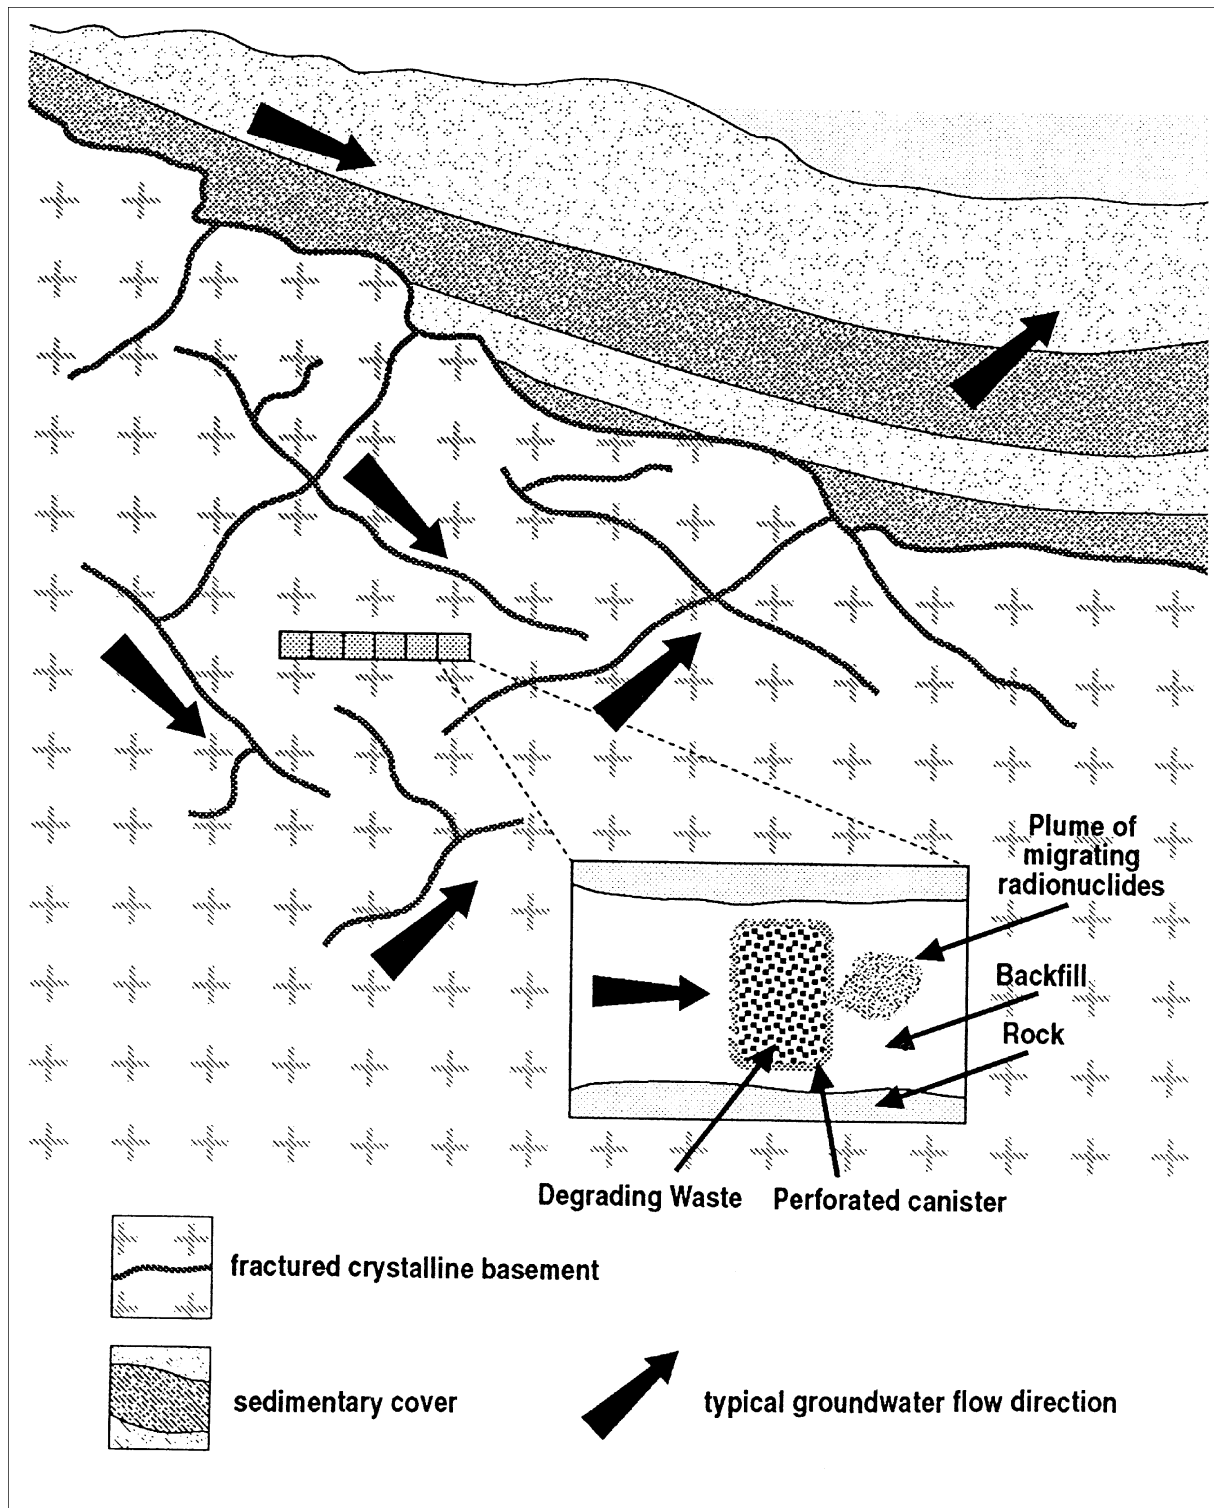 Plume of
migrating
radionuclides
Backfill
Rock
Degrading Waste
Perforated canister
fractured crystalline basement
sedimentary cover
typical groundwater flow direction